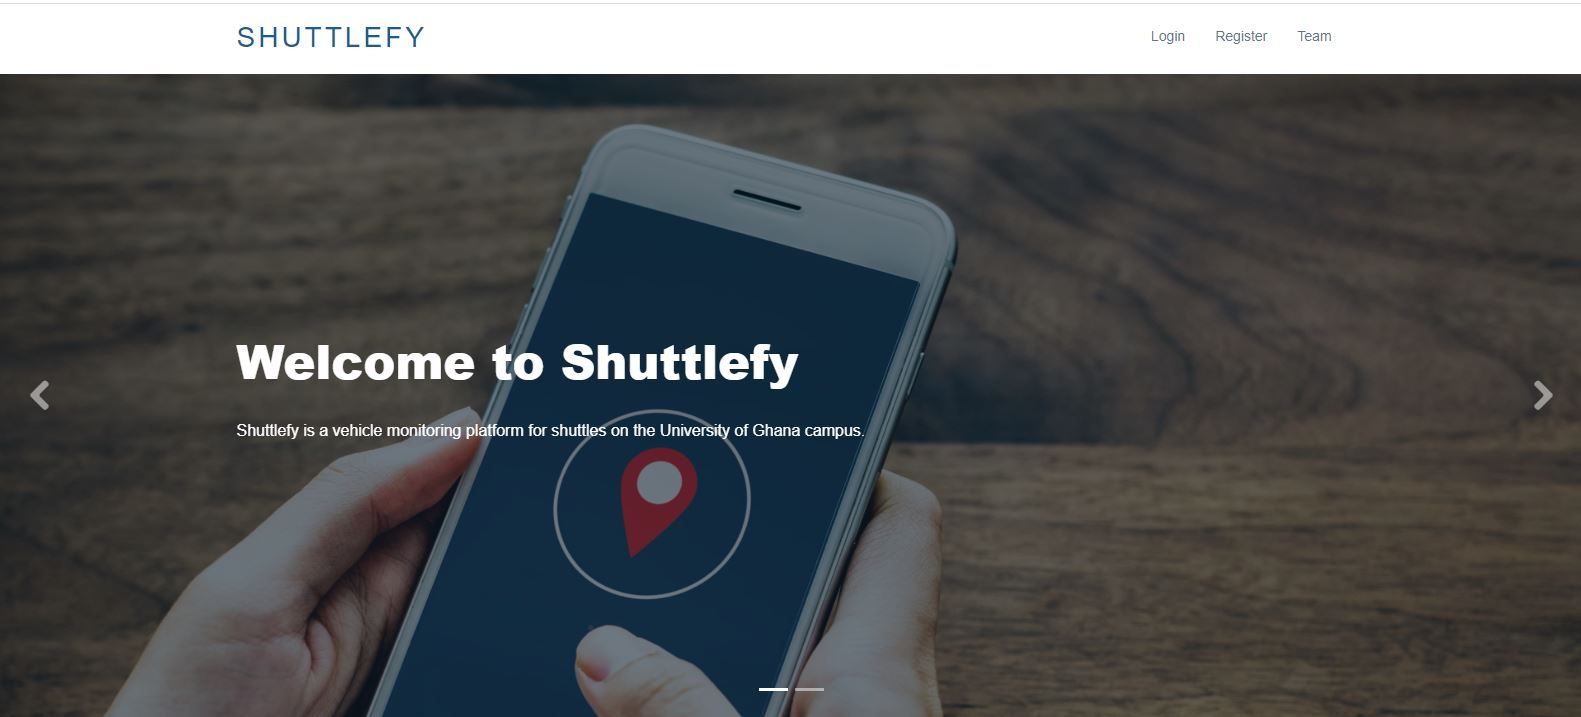 SHUTTLEFY
Login Register Team
Welcome to Shuttlefy
Shuttlefy is a vehicle monitoring platform for shuttles on the University of Ghana campus.